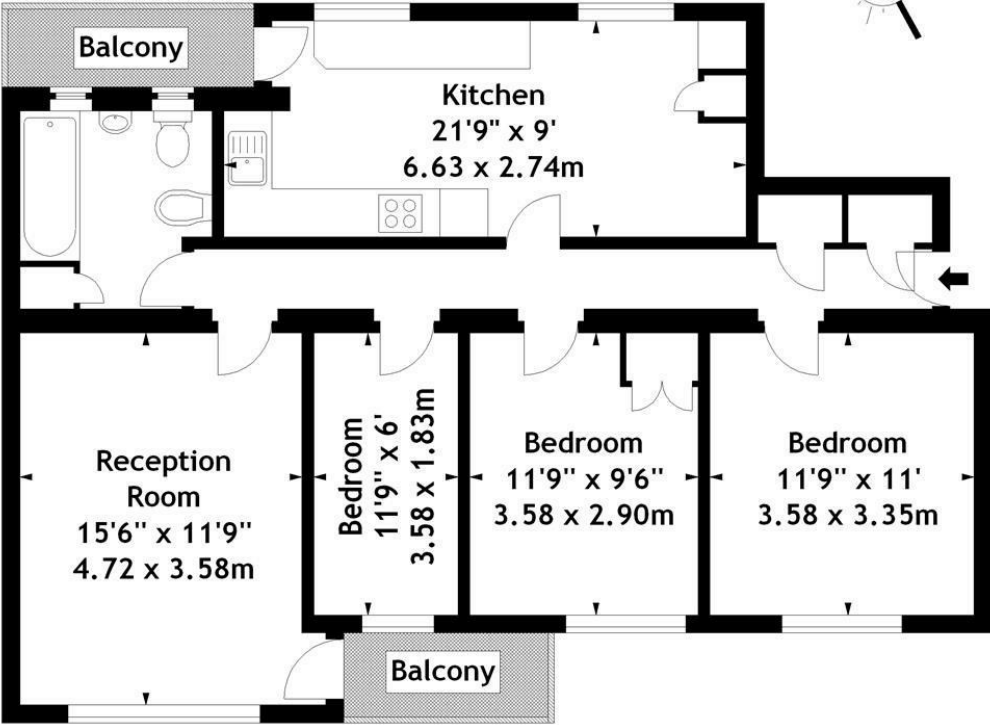 Balcony
Kitchen
21'9" x 9'
6.63 x 2.74m
Reception
Room
15'6" x 11'9"
4.72 x 3.58m
Bedroom
11'9" x 6'
3.58 x 1.83m
Bedroom
11'9" x 9'6"
3.58 x 2.90m
Bedroom
11'9" x 11'
3.58 x 3.35m
Balcony